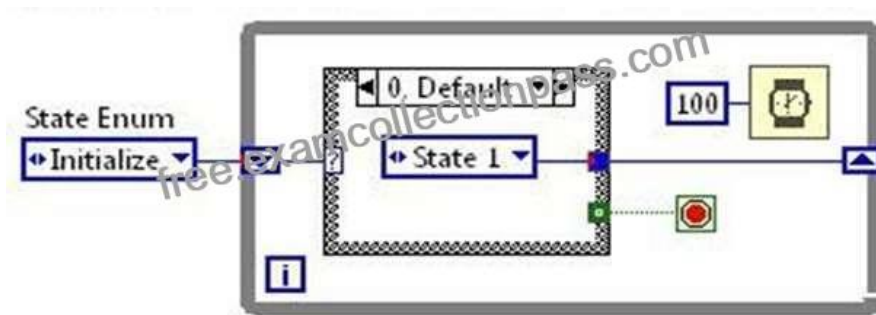 0, Default
100
State Enum
Initialize
State 1
?
i
free.examcollectionpass.com